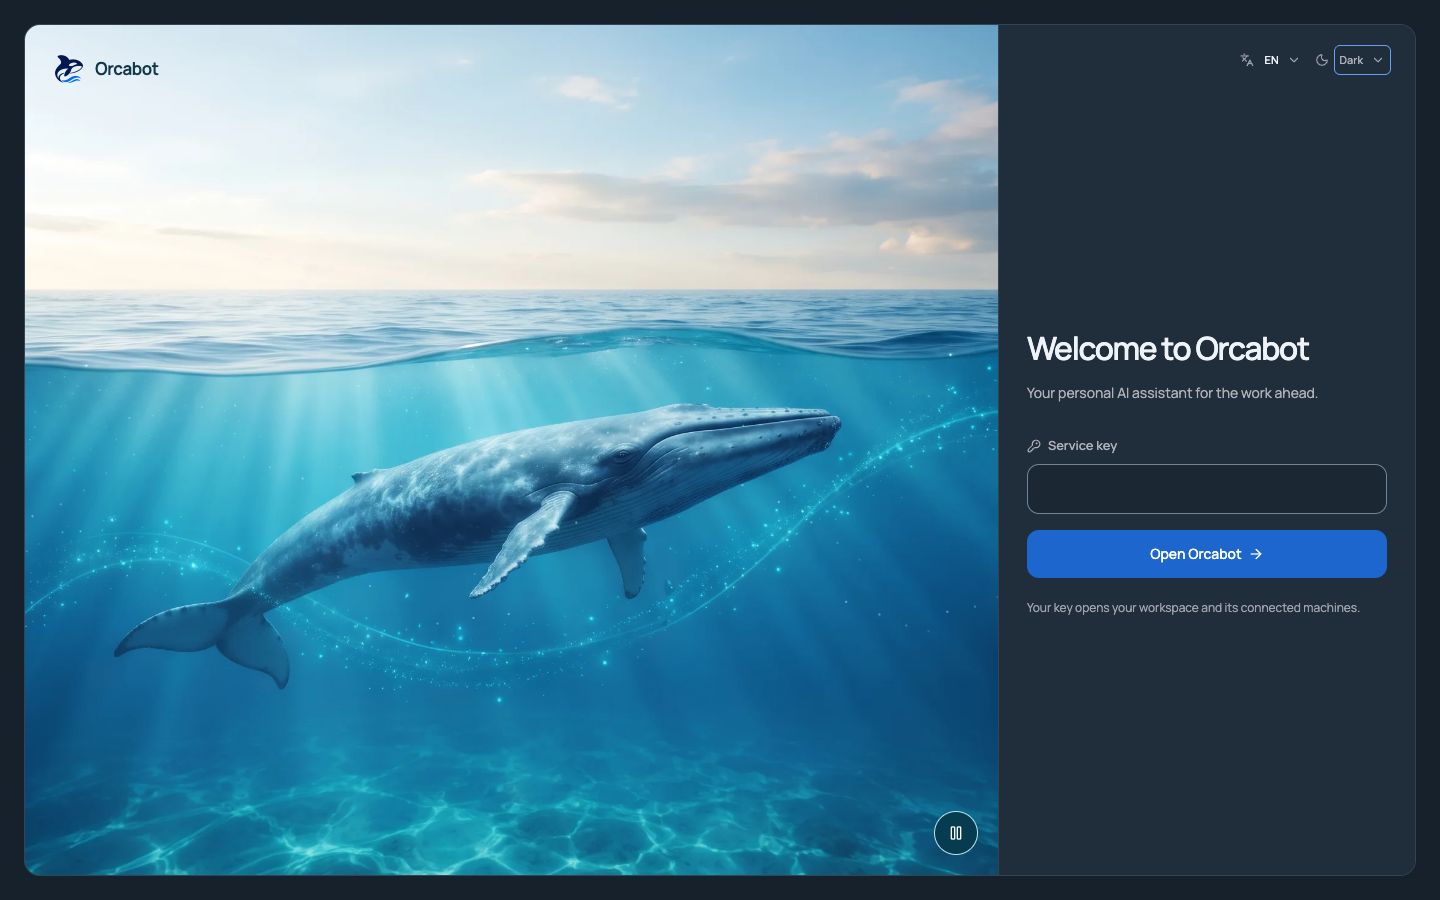 Orcabot
EN
Dark
Welcome to Orcabot
Your personal AI assistant for the work ahead.
Service key
Open Orcabot
Your key opens your workspace and its connected machines.